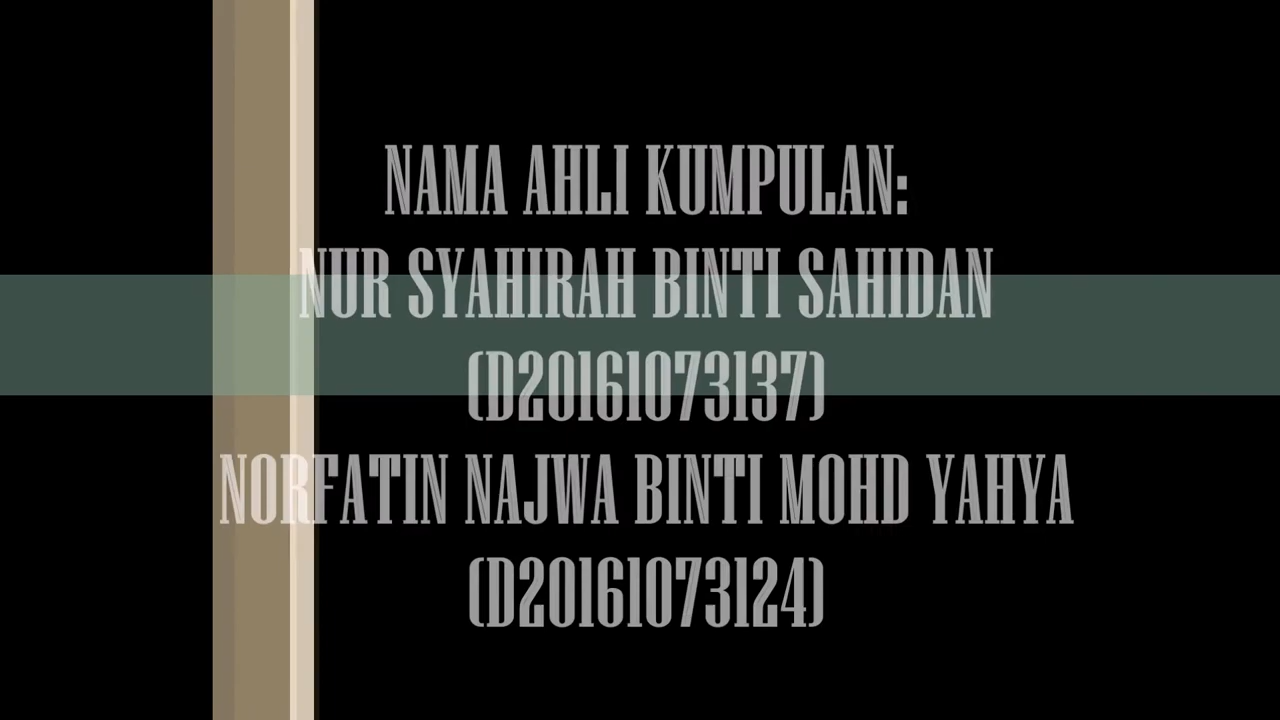 NAMA AHLI KUMPULAN:
NUR SYAHIRAH BINTI SAHIDAN
(D20161073137)
NORFATIN NAJWA BINTI MOHD YAHYA
(D20161073124)